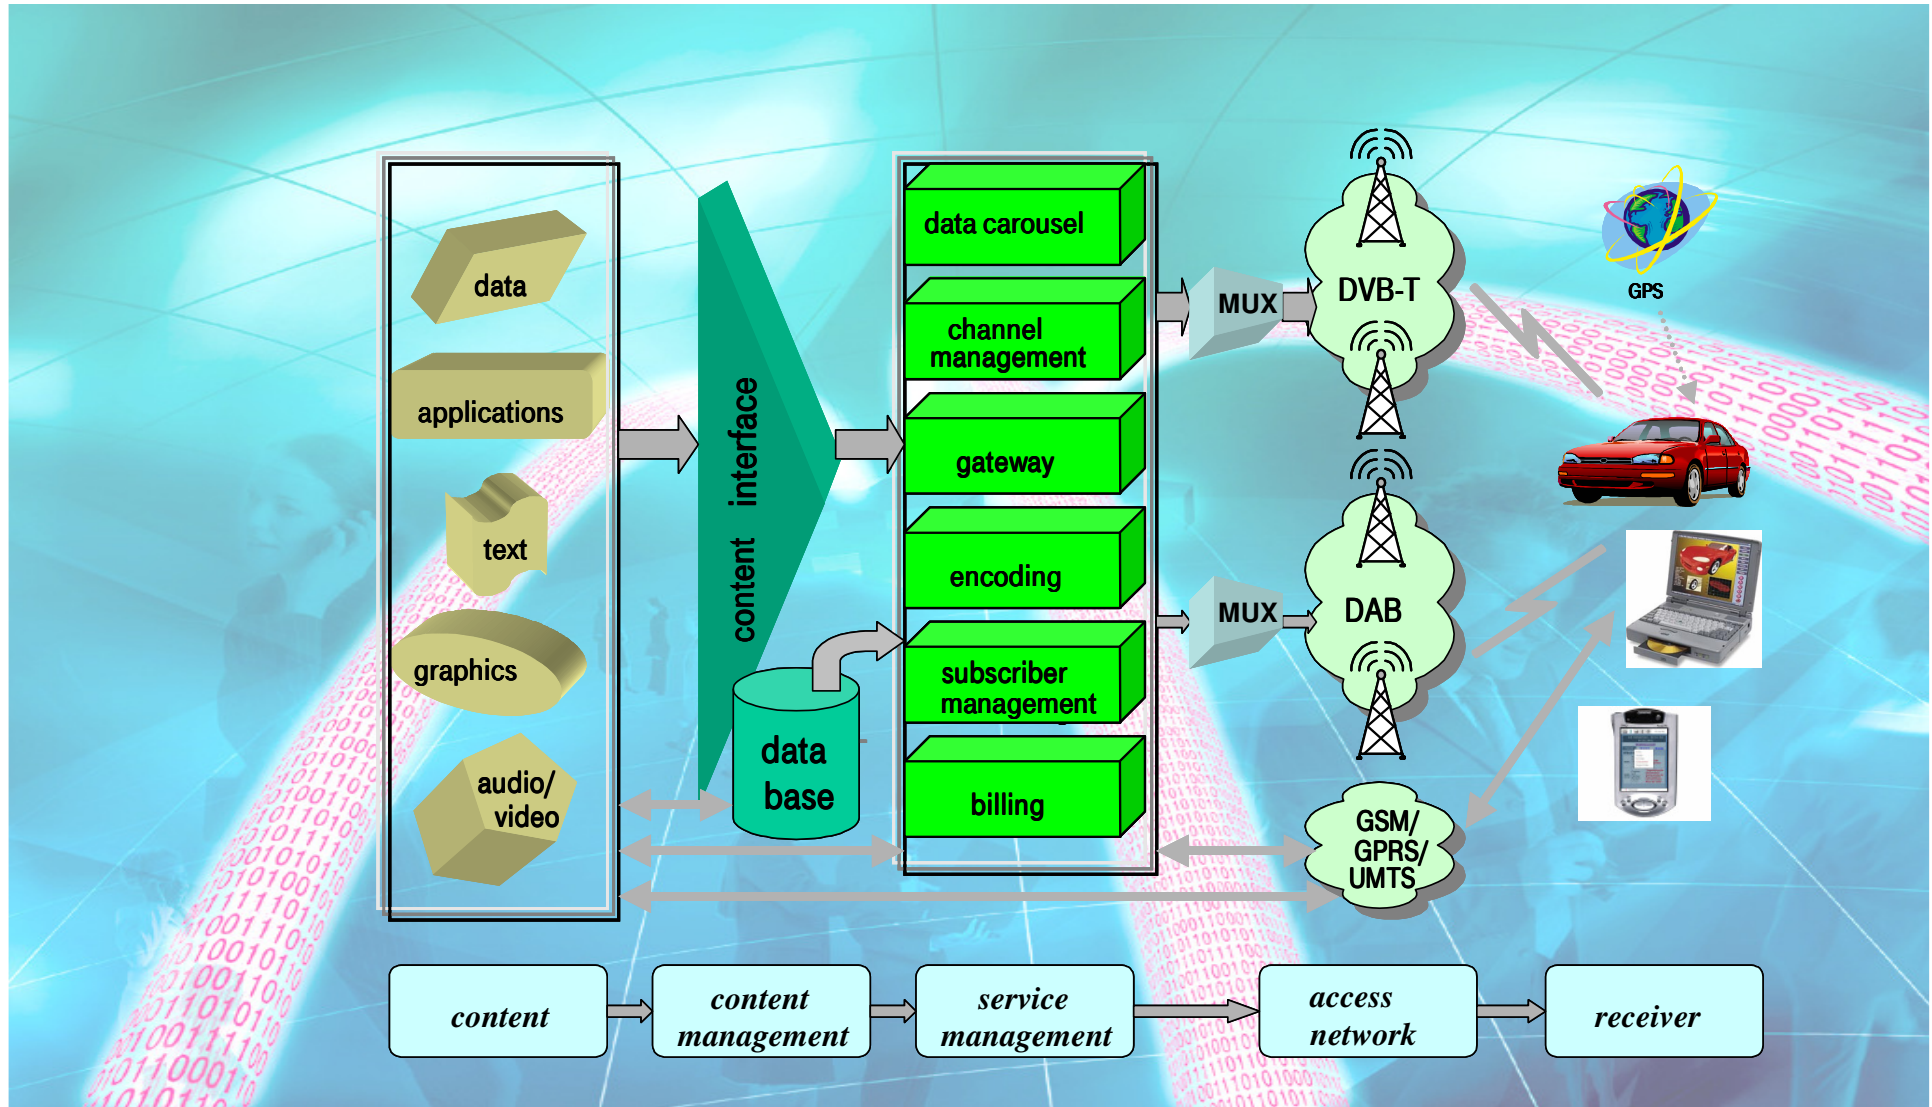 data
applications
text
graphics
audio/
video
content interface
data
base
data carousel
channel
management
gateway
encoding
subscriber
management
billing
MUX
MUX
DVB-T
DAB
GSM/
GPRS/
UMTS
GPS
content
content
management
service
management
access
network
receiver